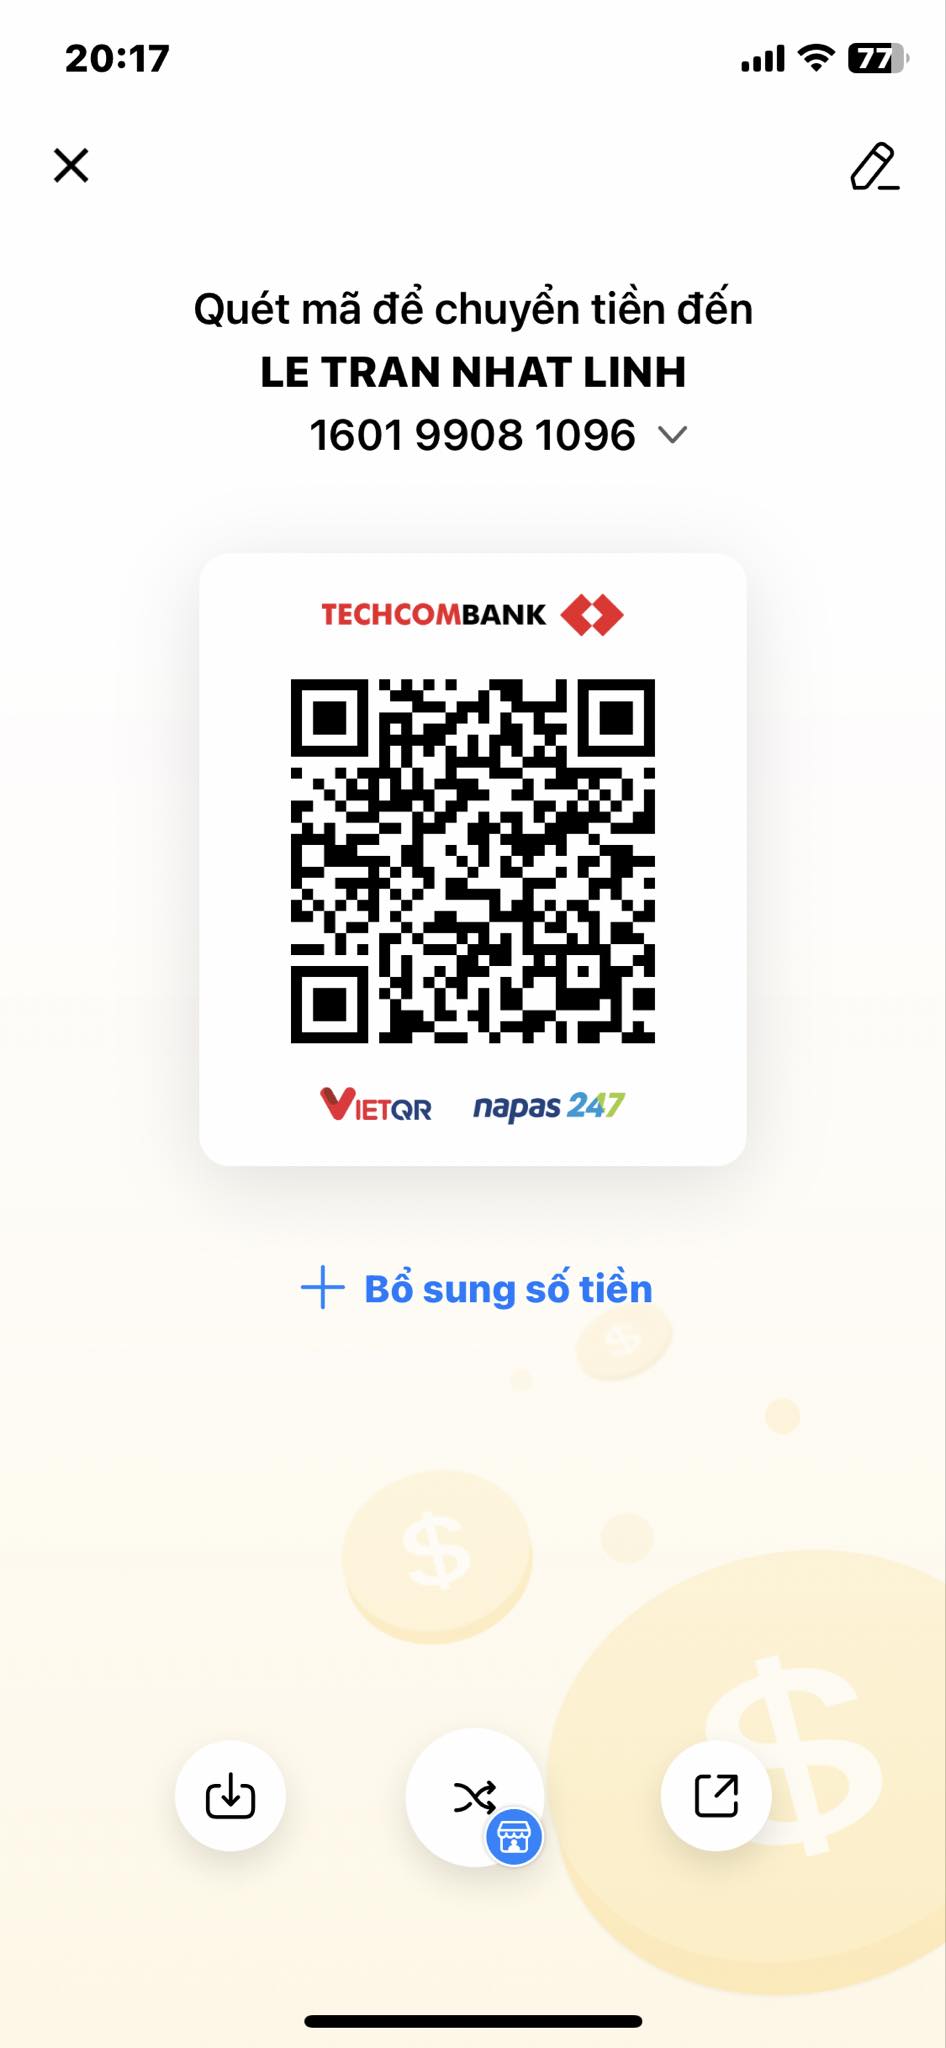 20:17
77
Quét mã để chuyển tiền đến
LE TRAN NHAT LINH
1601 9908 1096
TECHCOMBANK
VIETQR napas 247
Bổ sung số tiền
$
$
$